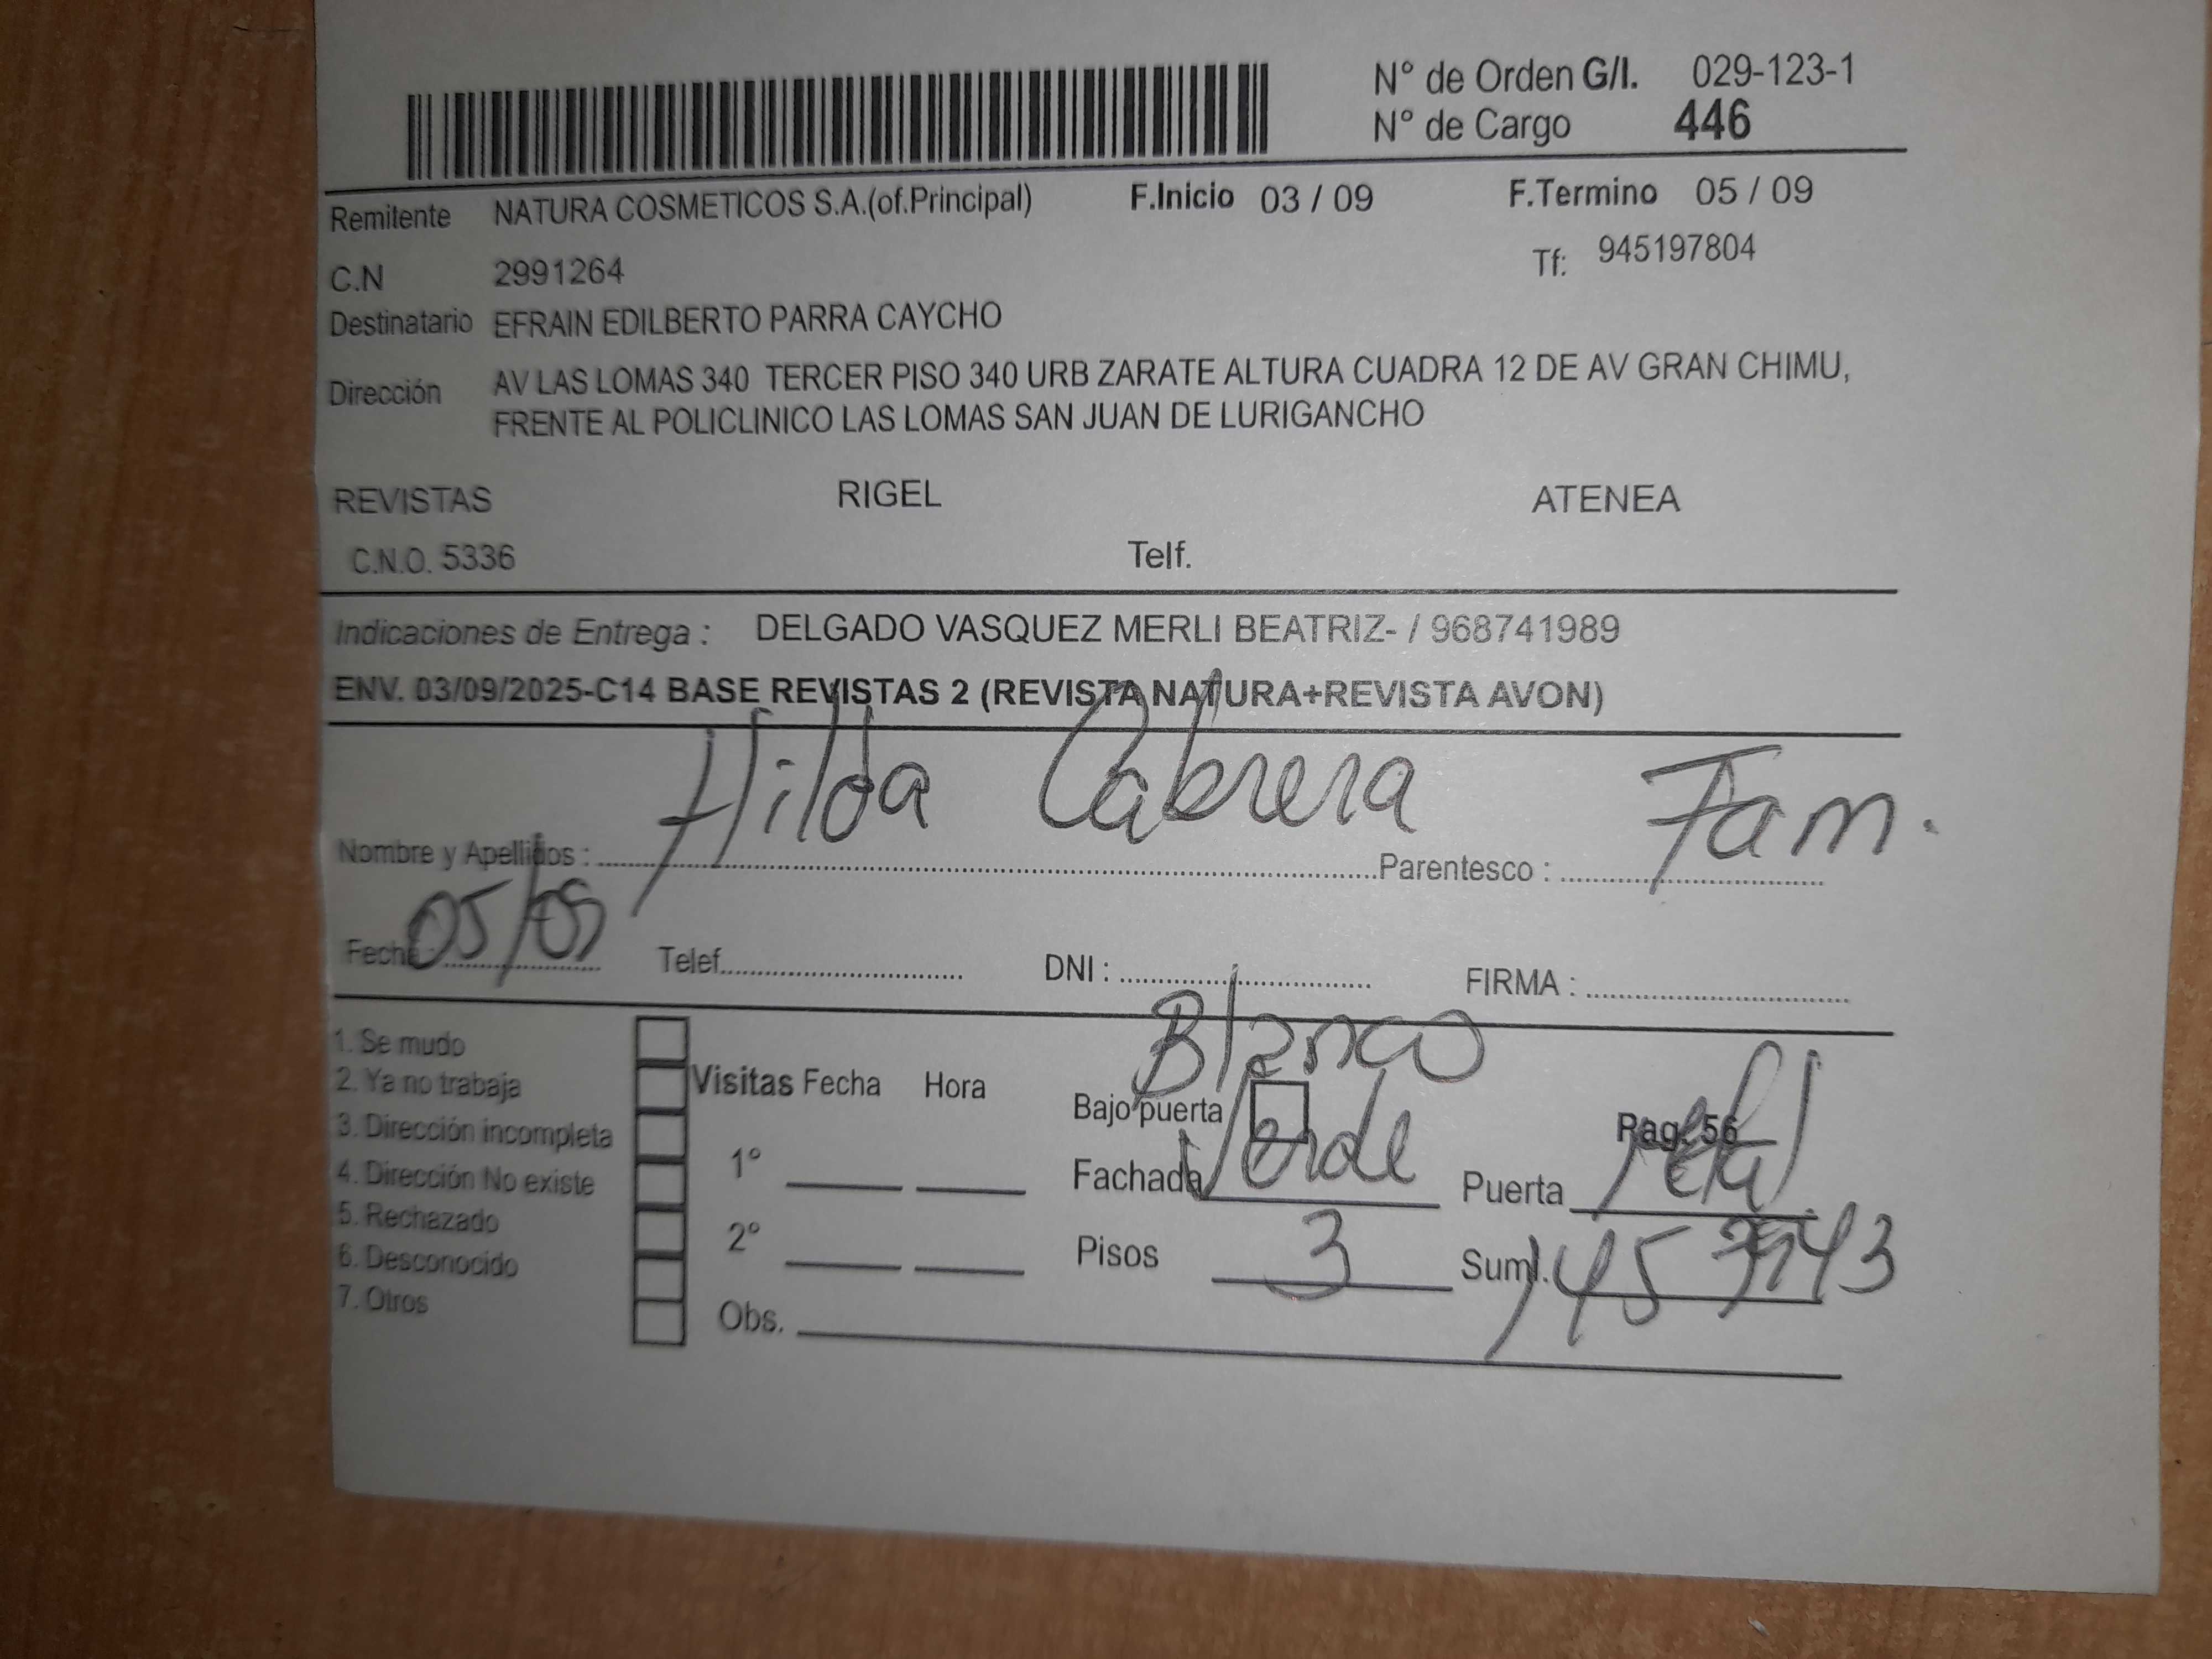 N° de Orden G/I. 029-123-1
N° de Cargo 446
Remitente NATURA COSMETICOS S.A.(of.Principal) F.Inicio 03 / 09 F.Termino 05 / 09
C.N 2991264 Tf: 945197804
Destinatario EFRAIN EDILBERTO PARRA CAYCHO
Dirección AV LAS LOMAS 340 TERCER PISO 340 URB ZARATE ALTURA CUADRA 12 DE AV GRAN CHIMU,
FRENTE AL POLICLINICO LAS LOMAS SAN JUAN DE LURIGANCHO
REVISTAS RIGEL ATENEA
C.N.O. 5336 Telf.
Indicaciones de Entrega : DELGADO VASQUEZ MERLI BEATRIZ- / 968741989
ENV. 03/09/2025-C14 BASE REVISTAS 2 (REVISTA NATURA+REVISTA AVON)
Nombre y Apellidos : Hilda Cabrera Parentesco : Fam.
Fecha : 05/09 Telef. DNI : FIRMA :
1. Se mudo
2. Ya no trabaja
3. Dirección incompleta
4. Dirección No existe
5. Rechazado
6. Desconocido
7. Otros
Visitas Fecha Hora
1°
2°
Obs.
Blanco
Bajo puerta Pag. 56
Fachada Verde Puerta
Pisos 3 Sumi.